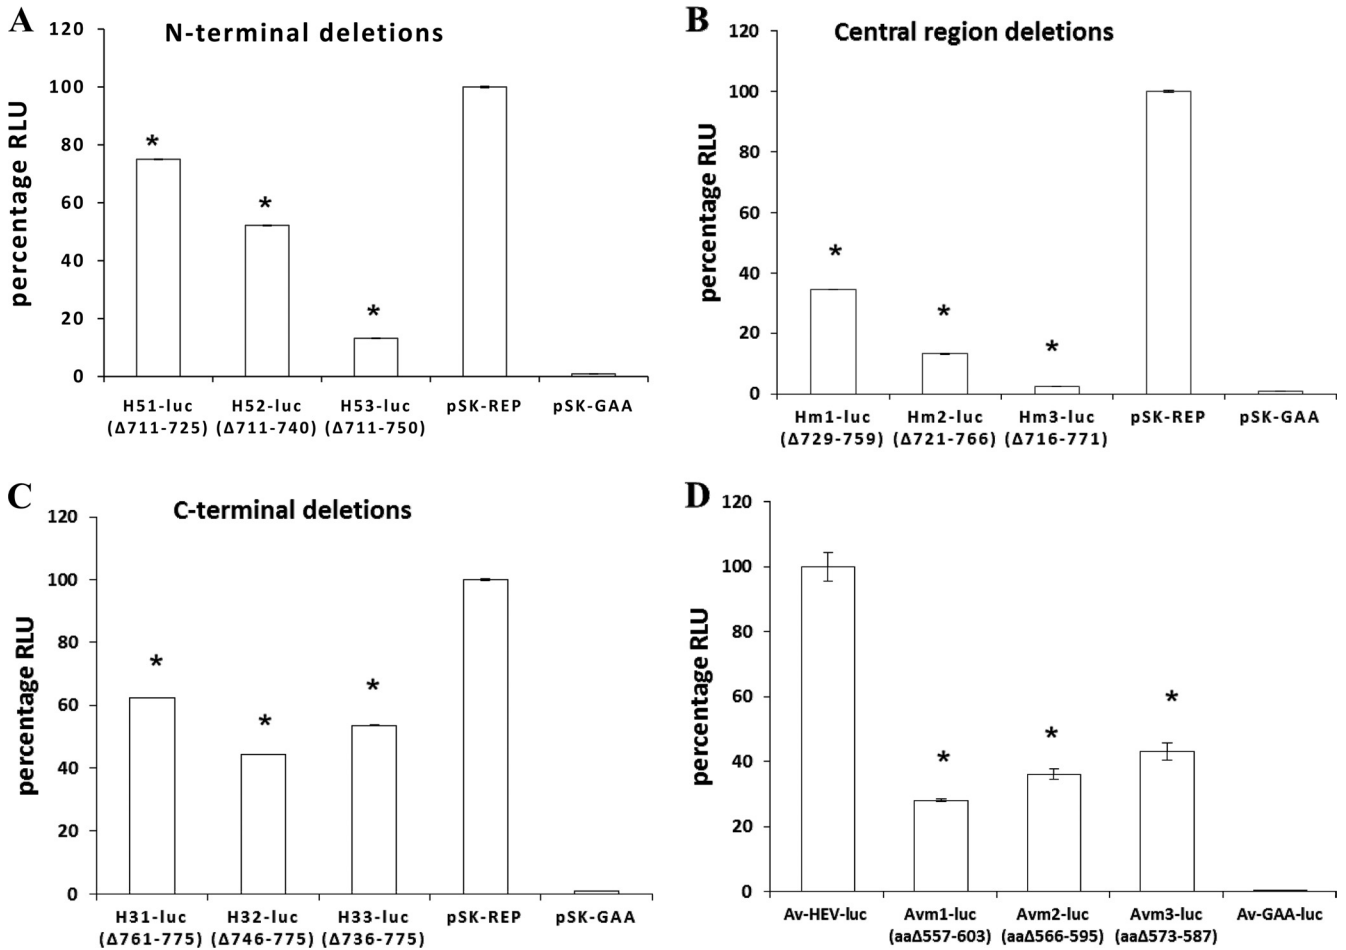 A
N-terminal deletions
percentage RLU
120
100
80
60
40
20
0
*
*
*
H51-luc
(Δ711-725)
H52-luc
(Δ711-740)
H53-luc
(Δ711-750)
pSK-REP
pSK-GAA
B
Central region deletions
percentage RLU
120
100
80
60
40
20
0
*
*
*
Hm1-luc
(Δ729-759)
Hm2-luc
(Δ721-766)
Hm3-luc
(Δ716-771)
pSK-REP
pSK-GAA
C
C-terminal deletions
percentage RLU
120
100
80
60
40
20
0
*
*
*
H31-luc
(Δ761-775)
H32-luc
(Δ746-775)
H33-luc
(Δ736-775)
pSK-REP
pSK-GAA
D
percentage RLU
120
100
80
60
40
20
0
*
*
*
Av-HEV-luc
Avm1-luc
(aaΔ557-603)
Avm2-luc
(aaΔ566-595)
Avm3-luc
(aaΔ573-587)
Av-GAA-luc